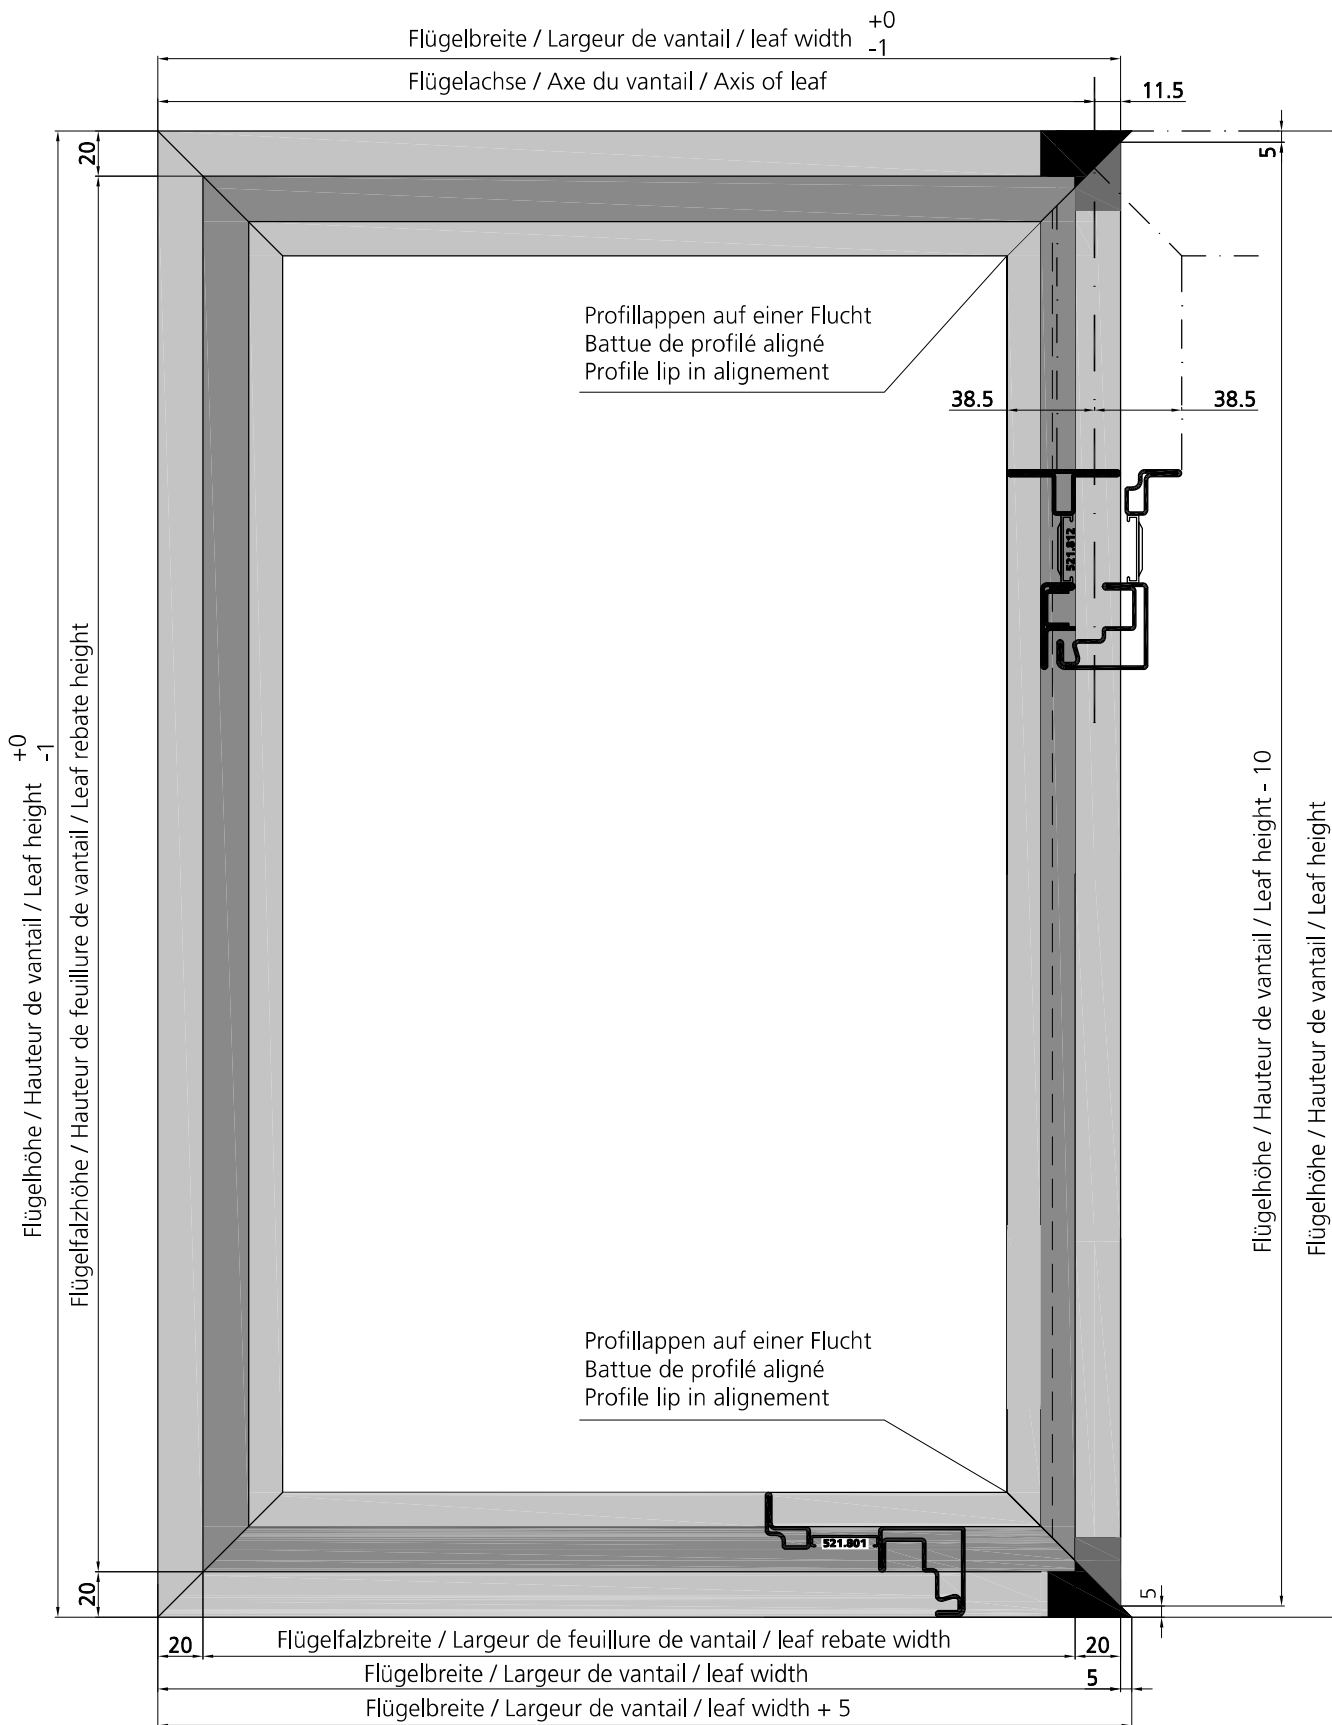 Flügelbreite / Largeur de vantail / leaf width +0 -1
Flügelachse / Axe du vantail / Axis of leaf
11.5
20
5
Profillappen auf einer Flucht
Battue de profilé aligné
Profile lip in alignement
38.5
38.5
521.812
Flügelhöhe / Hauteur de vantail / Leaf height +0 -1
Flügelfalzhöhe / Hauteur de feuillure de vantail / Leaf rebate height
Flügelhöhe / Hauteur de vantail / Leaf height - 10
Flügelhöhe / Hauteur de vantail / Leaf height
Profillappen auf einer Flucht
Battue de profilé aligné
Profile lip in alignement
521.801
20
5
20
Flügelfalzbreite / Largeur de feuillure de vantail / leaf rebate width
20
Flügelbreite / Largeur de vantail / leaf width
5
Flügelbreite / Largeur de vantail / leaf width + 5